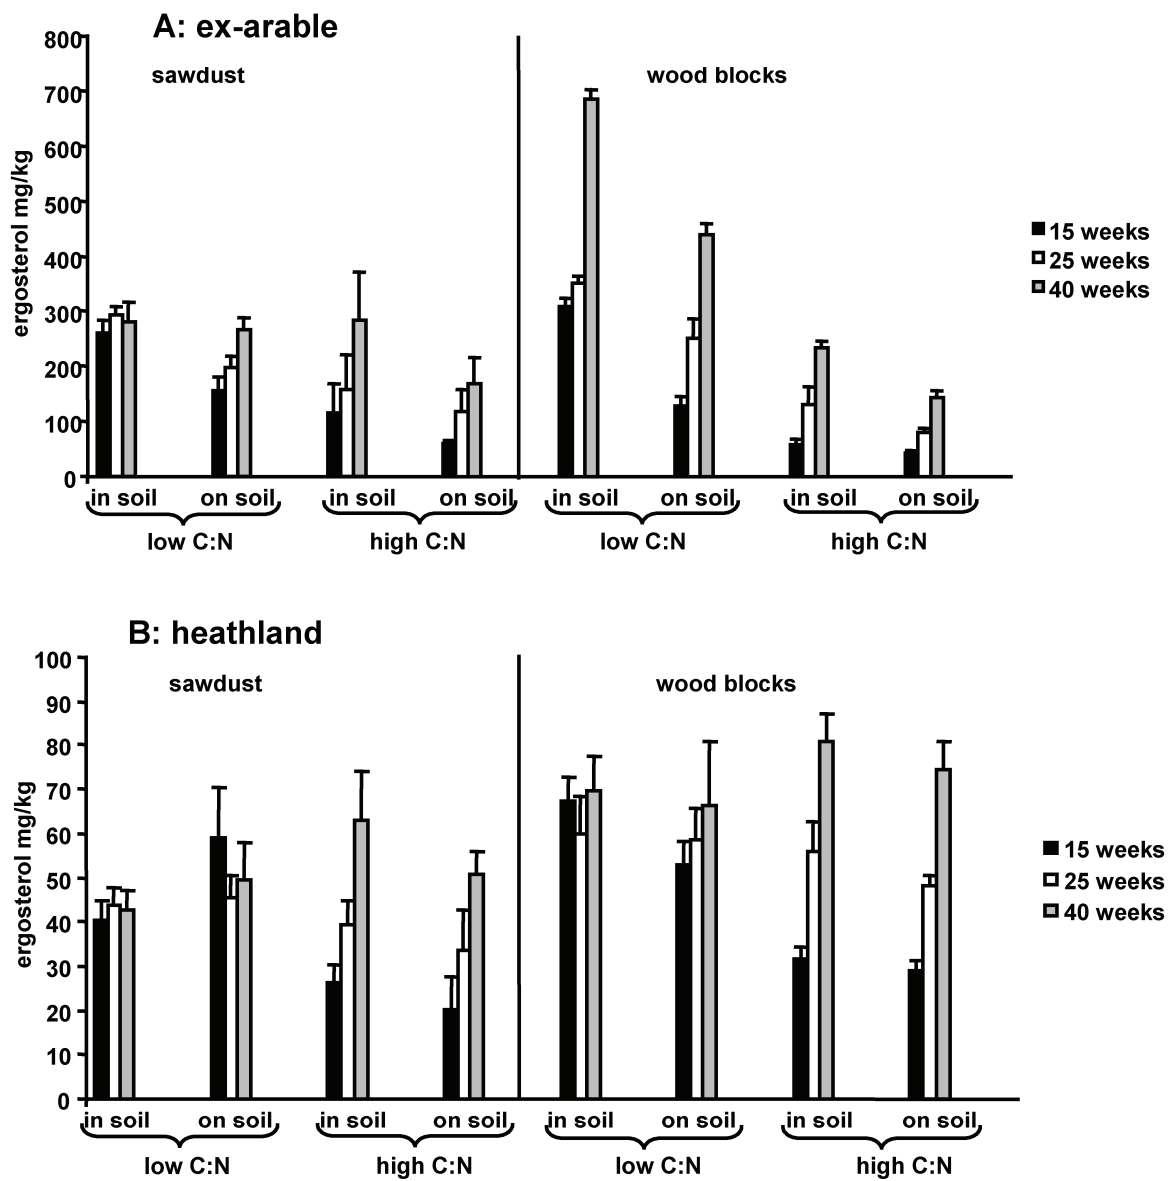 A: ex-arable
800
sawdust
wood blocks
700
600
500
400
300
200
100
0
ergosterol mg/kg
15 weeks
25 weeks
40 weeks
in soil on soil in soil on soil in soil on soil in soil on soil
low C:N high C:N low C:N high C:N
B: heathland
100
sawdust
wood blocks
90
80
70
60
50
40
30
20
10
0
ergosterol mg/kg
15 weeks
25 weeks
40 weeks
in soil on soil in soil on soil in soil on soil in soil on soil
low C:N high C:N low C:N high C:N